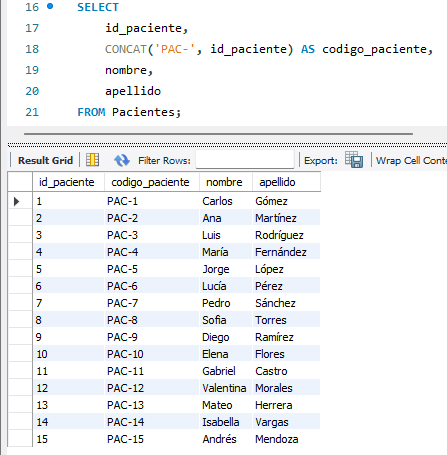 16 SELECT
17 id_paciente,
18 CONCAT('PAC-', id_paciente) AS codigo_paciente,
19 nombre,
20 apellido
21 FROM Pacientes;
Result Grid Filter Rows: Export: Wrap Cell Conte
id_paciente codigo_paciente nombre apellido
1 PAC-1 Carlos Gómez
2 PAC-2 Ana Martínez
3 PAC-3 Luis Rodríguez
4 PAC-4 María Fernández
5 PAC-5 Jorge López
6 PAC-6 Lucía Pérez
7 PAC-7 Pedro Sánchez
8 PAC-8 Sofia Torres
9 PAC-9 Diego Ramírez
10 PAC-10 Elena Flores
11 PAC-11 Gabriel Castro
12 PAC-12 Valentina Morales
13 PAC-13 Mateo Herrera
14 PAC-14 Isabella Vargas
15 PAC-15 Andrés Mendoza